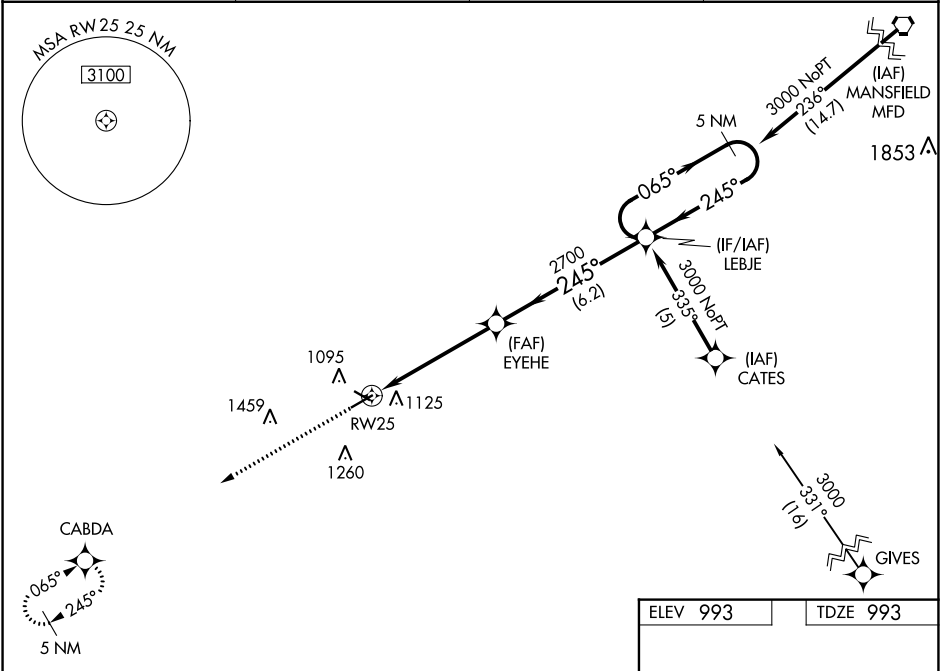 MSA RW25 25 NM
3100
(IAF)
MANSFIELD
MFD
3000 NoPT
236°
(14.7)
1853
5 NM
065°
245°
(IF/IAF)
LEBJE
2700
245°
(6.2)
3000 NoPT
335°
(5)
(FAF)
EYEHE
(IAF)
CATES
1095
1125
1459
RW25
1260
3000
331°
(16)
GIVES
CABDA
065°
245°
5 NM
ELEV 993
TDZE 993